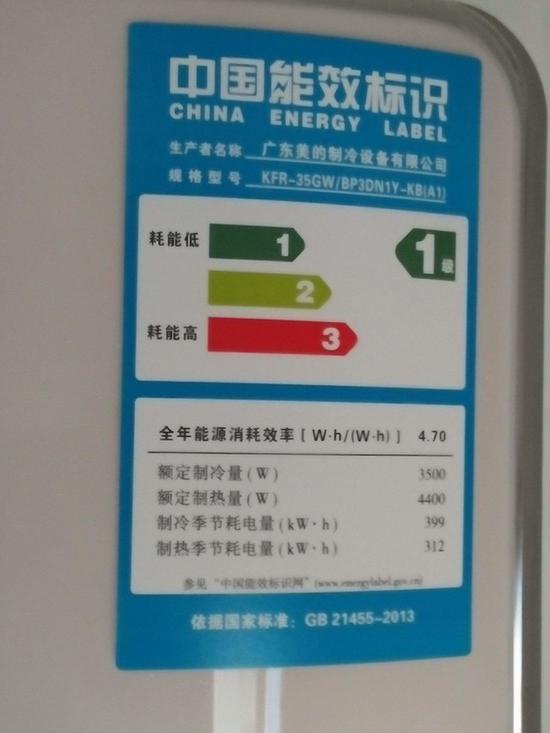 中国能效标识
CHINA ENERGY LABEL
生产者名称 广东美的制冷设备有限公司
规格型号 KFR-35GW/BP3DN1Y-KB(A1)
耗能低 1 1级
2
耗能高 3
全年能源消耗效率[W·h/(W·h)] 4.70
额定制冷量(W) 3500
额定制热量(W) 4400
制冷季节耗电量(kW·h) 399
制热季节耗电量(kW·h) 312
参见“中国能效标识网”(www.energylabel.gov.cn)
依据国家标准：GB 21455-2013